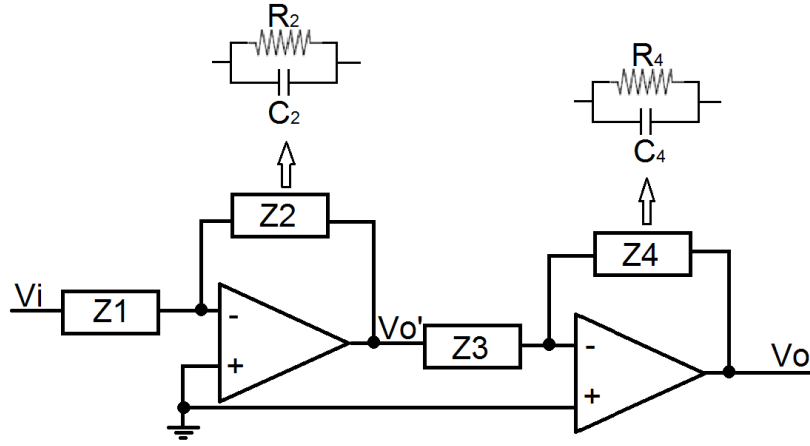 R2
C2
R4
C4
Z2
Z4
Vi
Z1
-
+
Vo'
Z3
-
+
Vo